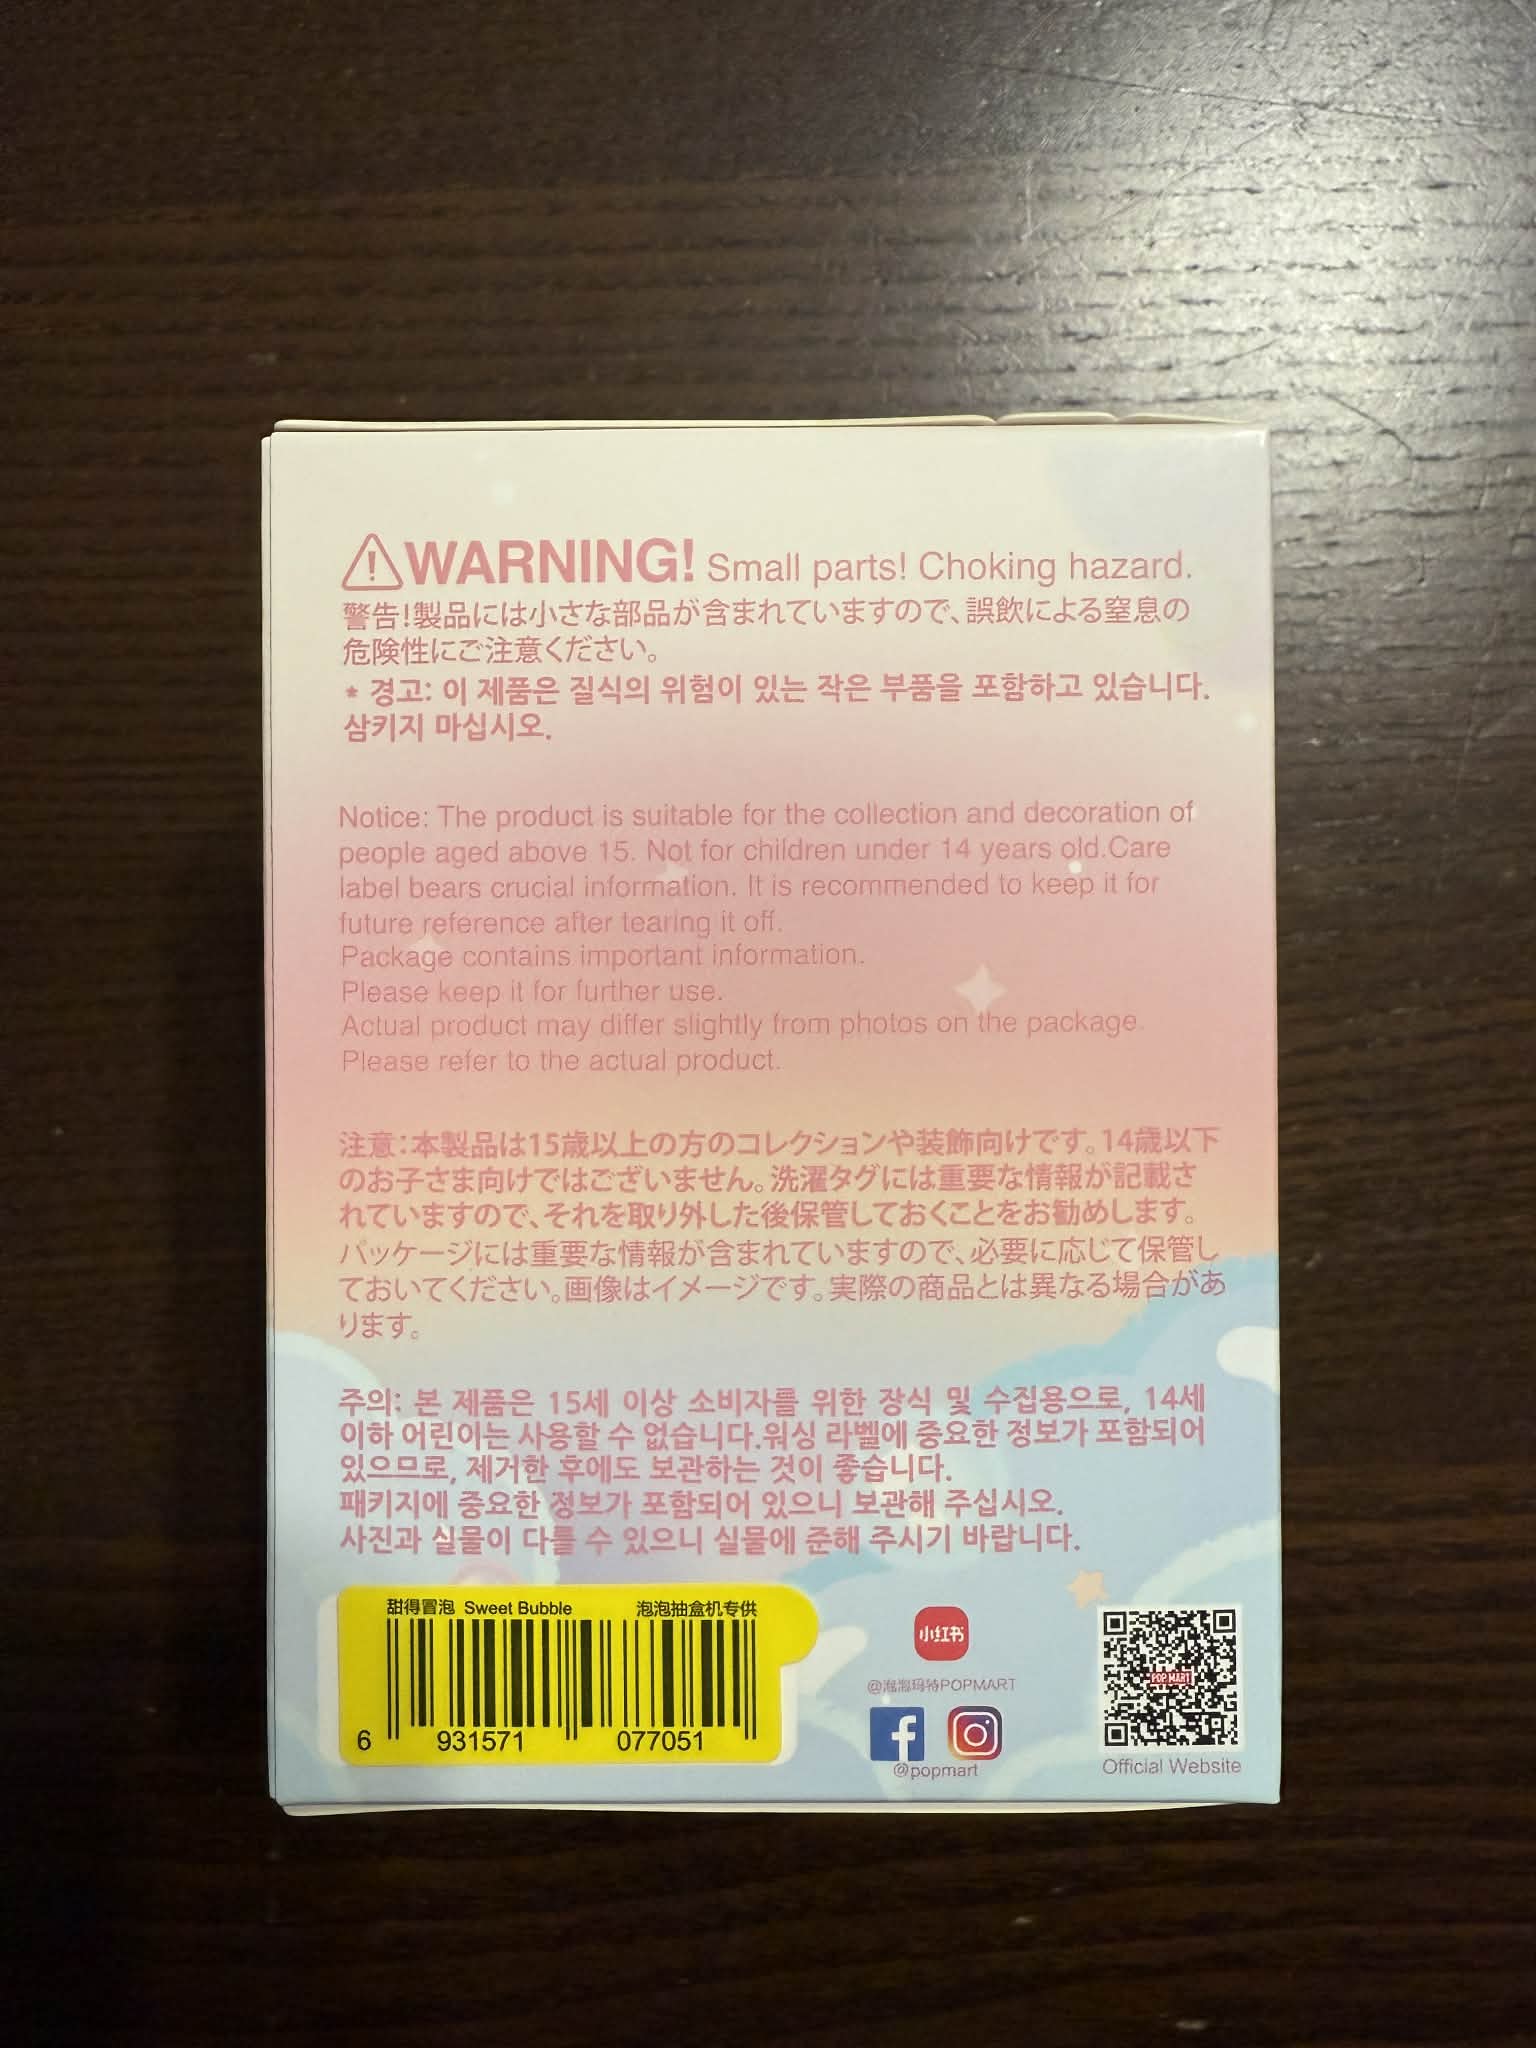 WARNING! Small parts! Choking hazard.
警告！製品には小さな部品が含まれていますので、誤飲による窒息の
危険性にご注意ください。
* 경고: 이 제품은 질식의 위험이 있는 작은 부품을 포함하고 있습니다.
삼키지 마십시오.
Notice: The product is suitable for the collection and decoration of
people aged above 15. Not for children under 14 years old.Care
label bears crucial information. It is recommended to keep it for
future reference after tearing it off.
Package contains important information.
Please keep it for further use.
Actual product may differ slightly from photos on the package.
Please refer to the actual product.
注意：本製品は15歳以上の方のコレクションや装飾向けです。14歳以下
のお子さま向けではございません。洗濯タグには重要な情報が記載さ
れていますので、それを取り外した後保管しておくことをお勧めします。
パッケージには重要な情報が含まれていますので、必要に応じて保管し
ておいてください。画像はイメージです。実際の商品とは異なる場合があ
ります。
주의: 본 제품은 15세 이상 소비자를 위한 장식 및 수집용으로, 14세
이하 어린이는 사용할 수 없습니다.워싱 라벨에 중요한 정보가 포함되어
있으므로, 제거한 후에도 보관하는 것이 좋습니다.
패키지에 중요한 정보가 포함되어 있으니 보관해 주십시오.
사진과 실물이 다를 수 있으니 실물에 준해 주시기 바랍니다.
甜得冒泡 Sweet Bubble 泡泡抽盒机专供
6 931571 077051
小红书
@泡泡玛特POPMART
@popmart
POP MART
Official Website